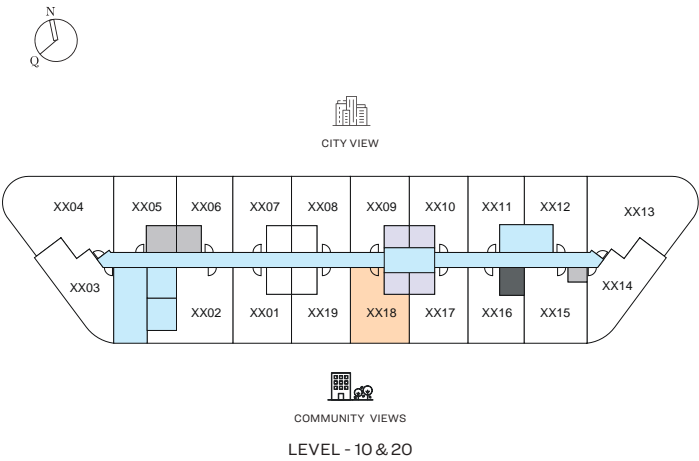 N
Q
CITY VIEW
XX04 XX05 XX06 XX07 XX08 XX09 XX10 XX11 XX12 XX13
XX03 XX14
XX02 XX01 XX19 XX18 XX17 XX16 XX15
COMMUNITY VIEWS
LEVEL - 10 & 20